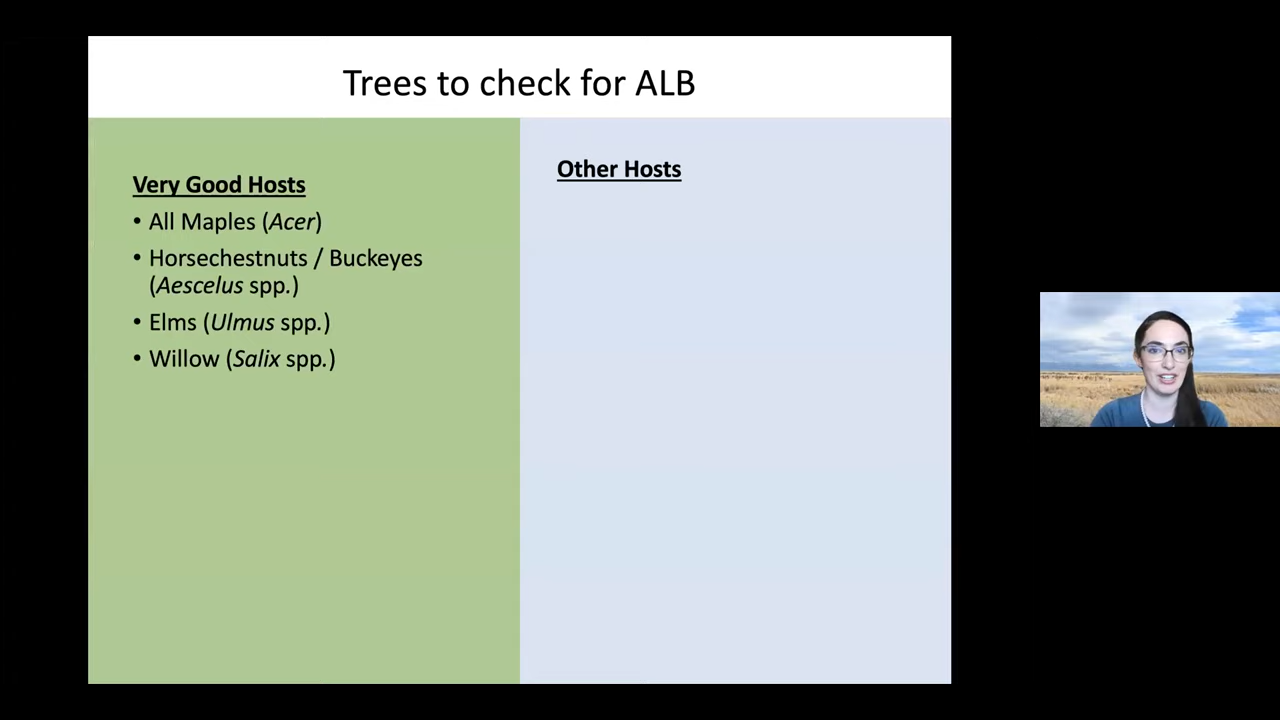 Trees to check for ALB
Very Good Hosts
• All Maples (Acer)
• Horsechestnuts / Buckeyes
(Aescelus spp.)
• Elms (Ulmus spp.)
• Willow (Salix spp.)
Other Hosts